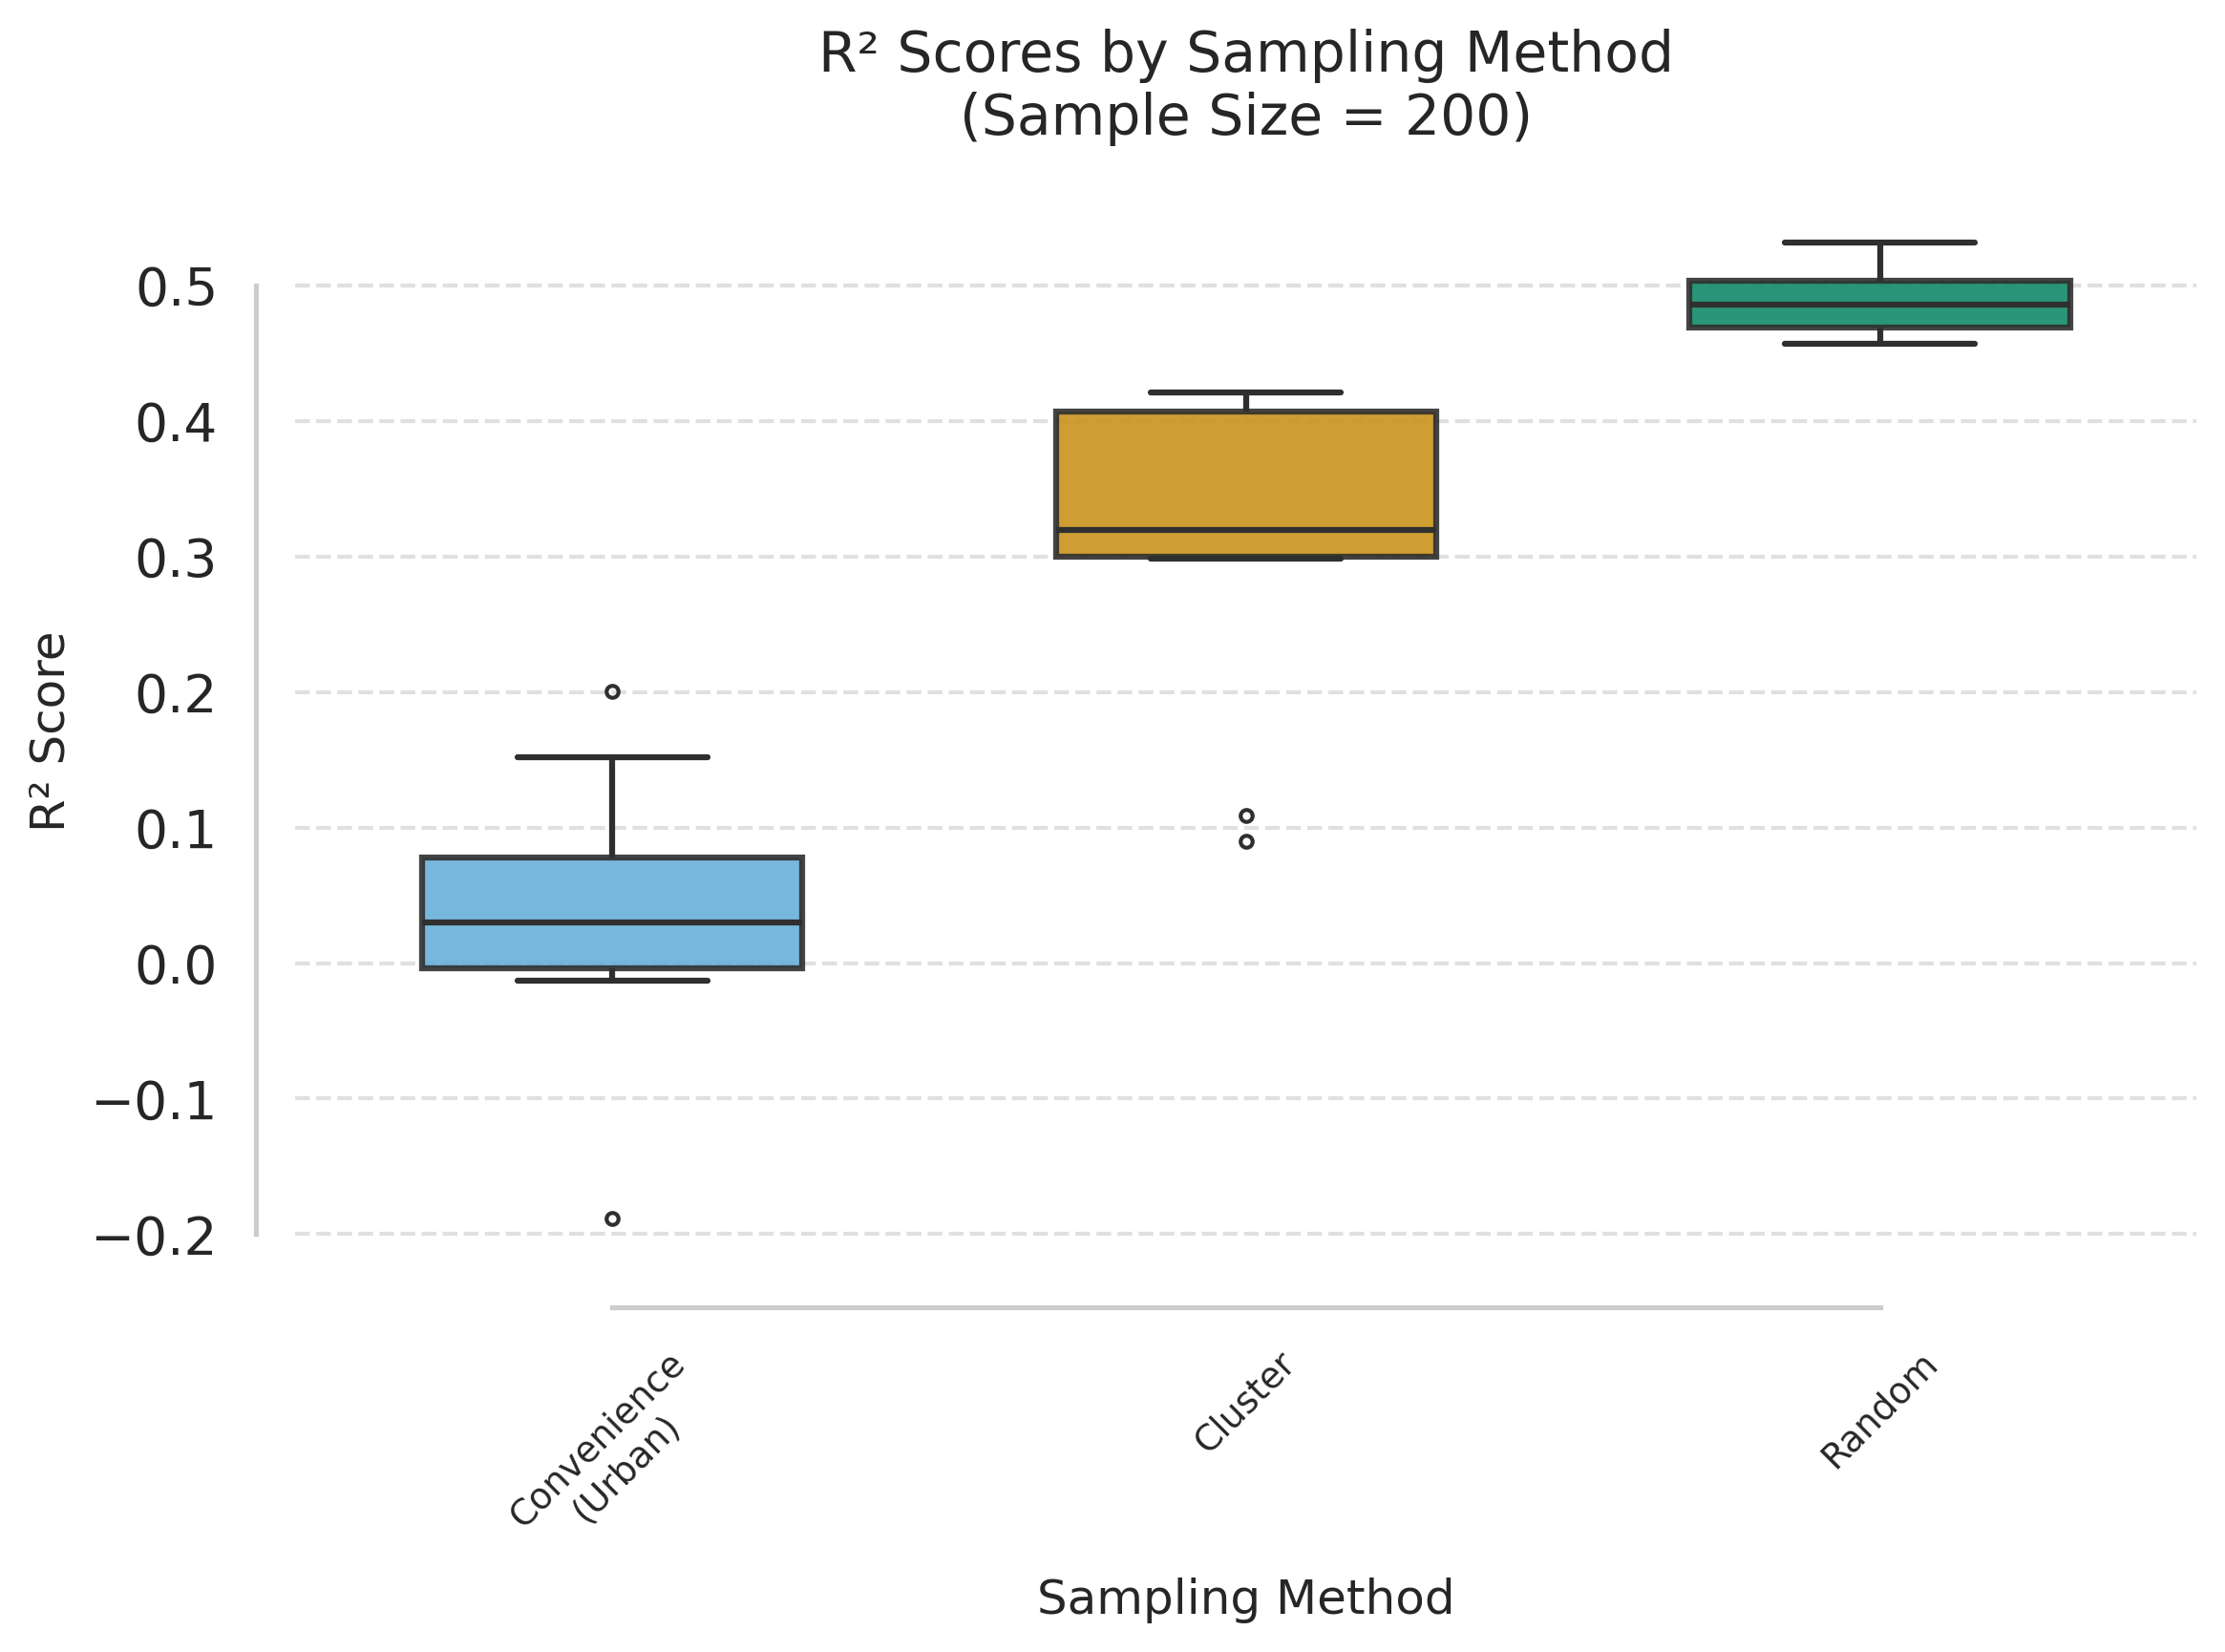 R² Scores by Sampling Method
(Sample Size = 200)
R² Score
0.5
0.4
0.3
0.2
0.1
0.0
−0.1
−0.2
Convenience
(Urban)
Cluster
Random
Sampling Method